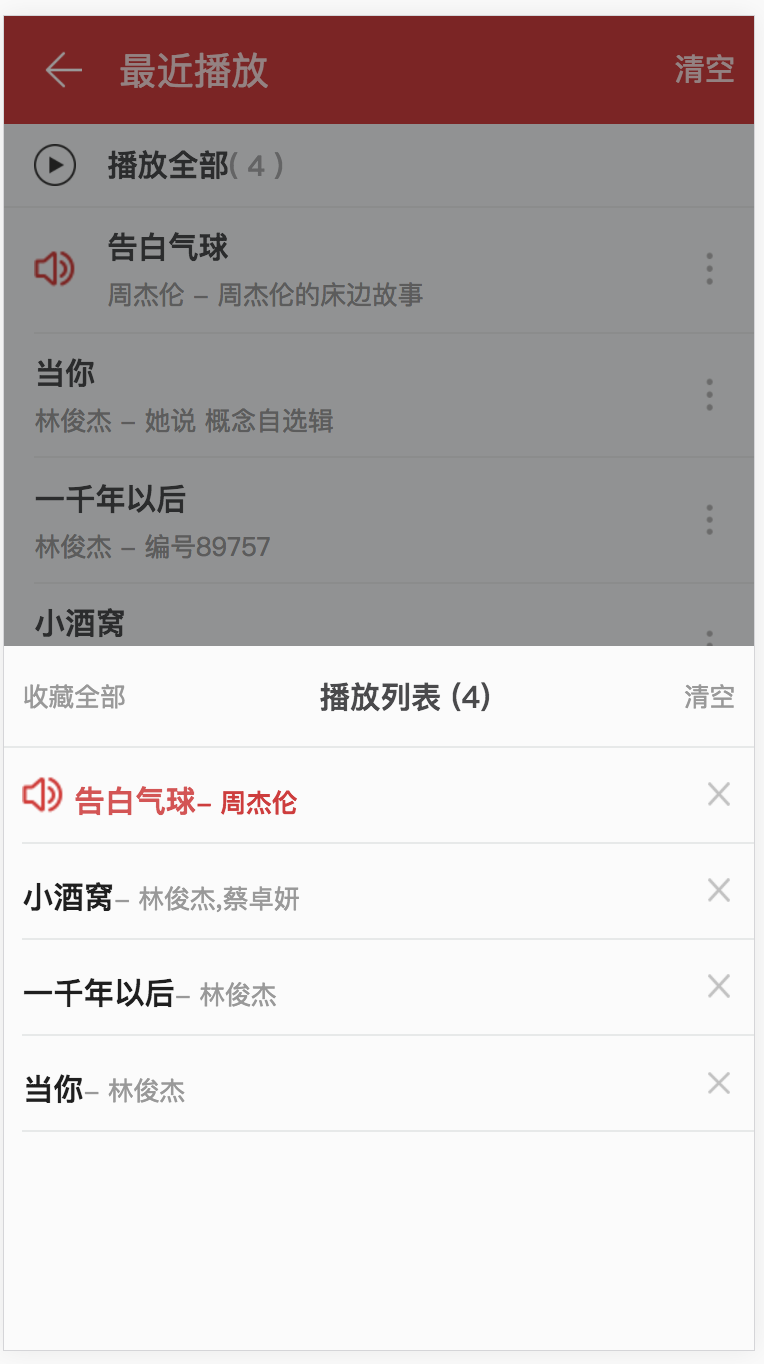 最近播放 清空
播放全部( 4 )
告白气球
周杰伦 – 周杰伦的床边故事
当你
林俊杰 – 她说 概念自选辑
一千年以后
林俊杰 – 编号89757
小酒窝
收藏全部 播放列表 (4) 清空
告白气球– 周杰伦
小酒窝– 林俊杰,蔡卓妍
一千年以后– 林俊杰
当你– 林俊杰